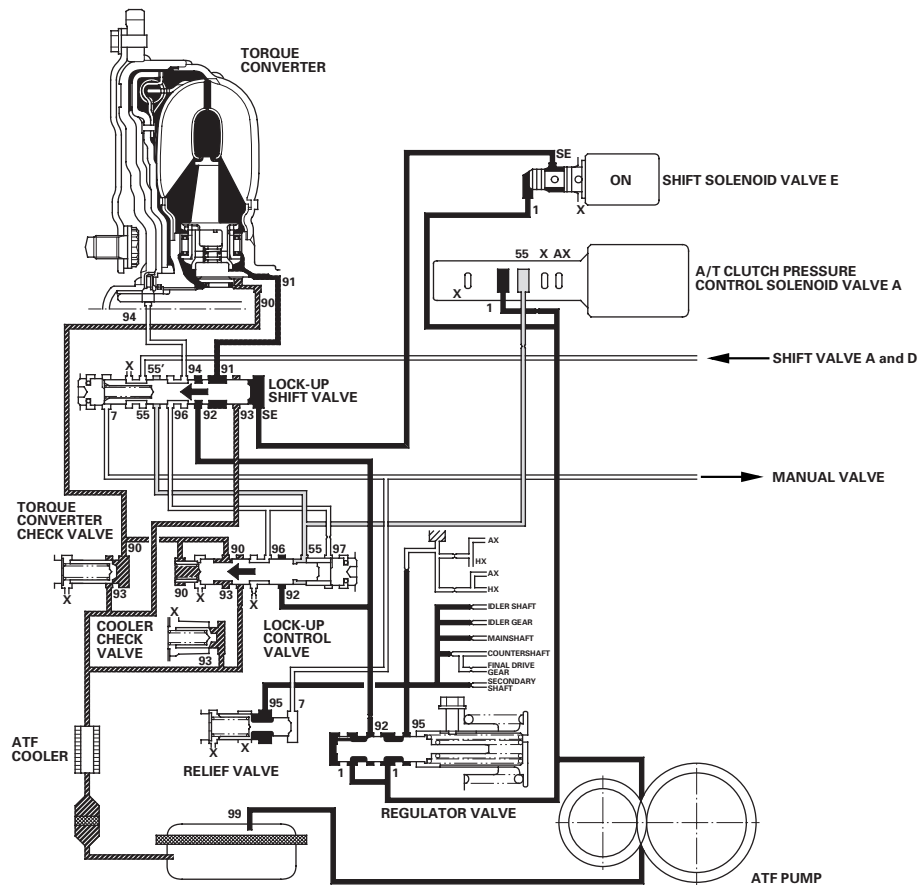 TORQUE
CONVERTER
SE
ON
SHIFT SOLENOID VALVE E
1
X
55
X
AX
A/T CLUTCH PRESSURE
CONTROL SOLENOID VALVE A
X
1
91
90
94
SHIFT VALVE A and D
X
55′
94
91
LOCK-UP
SHIFT VALVE
7
55
96
92
93
SE
MANUAL VALVE
TORQUE
CONVERTER
CHECK VALVE
90
93
X
90
96
55
97
90
X
93
X
92
AX
HX
AX
HX
X
COOLER
CHECK
VALVE
93
LOCK-UP
CONTROL
VALVE
IDLER SHAFT
IDLER GEAR
MAINSHAFT
COUNTERSHAFT
FINAL DRIVE
GEAR
SECONDARY
SHAFT
95
7
X
X
RELIEF VALVE
92
95
1
1
REGULATOR VALVE
ATF
COOLER
99
ATF PUMP